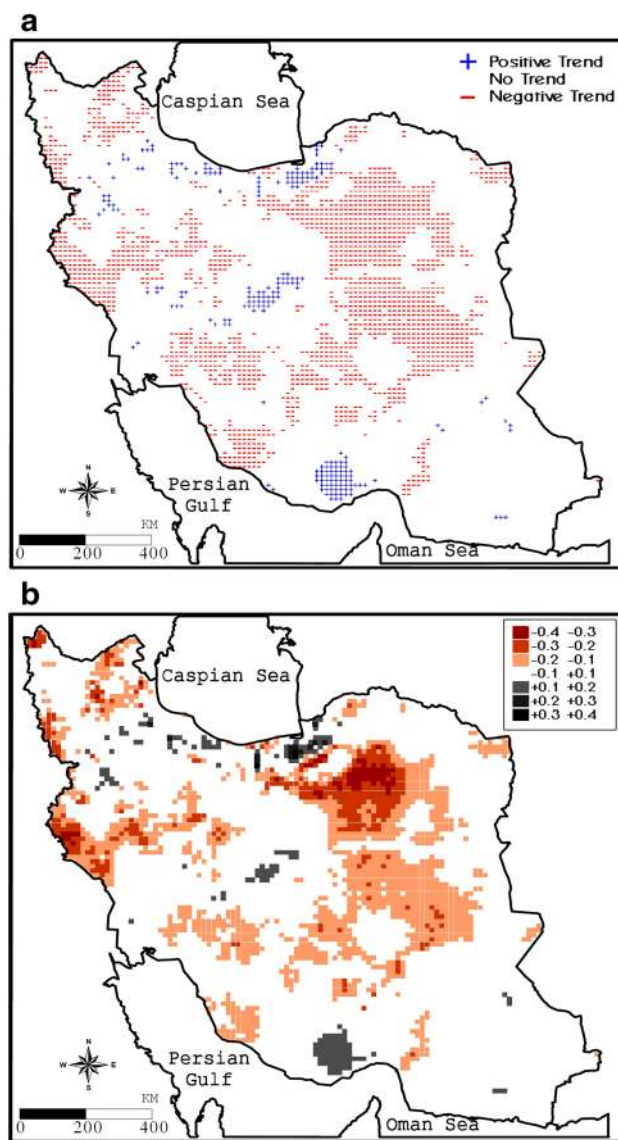 a
Positive Trend
No Trend
Negative Trend
Caspian Sea
Persian
Gulf
Oman Sea
N
W E
S
KM
0 200 400
b
-0.4 -0.3
-0.3 -0.2
-0.2 -0.1
-0.1 +0.1
+0.1 +0.2
+0.2 +0.3
+0.3 +0.4
Caspian Sea
Persian
Gulf
Oman Sea
N
W E
S
KM
0 200 400